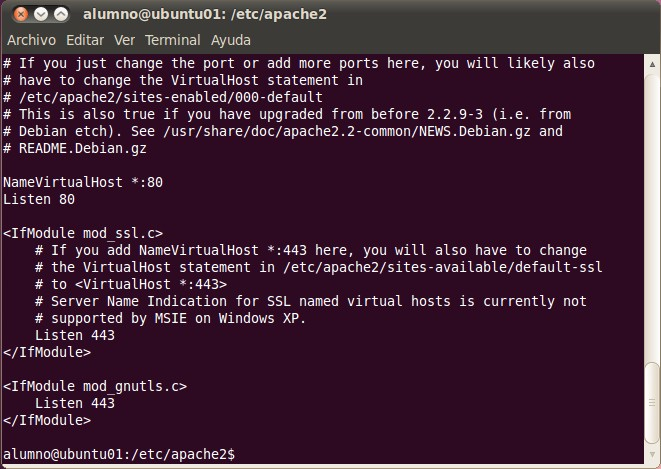 alumno@ubuntu01: /etc/apache2
Archivo Editar Ver Terminal Ayuda
# If you just change the port or add more ports here, you will likely also
# have to change the VirtualHost statement in
# /etc/apache2/sites-enabled/000-default
# This is also true if you have upgraded from before 2.2.9-3 (i.e. from
# Debian etch). See /usr/share/doc/apache2.2-common/NEWS.Debian.gz and
# README.Debian.gz
NameVirtualHost *:80
Listen 80
<IfModule mod_ssl.c>
    # If you add NameVirtualHost *:443 here, you will also have to change
    # the VirtualHost statement in /etc/apache2/sites-available/default-ssl
    # to <VirtualHost *:443>
    # Server Name Indication for SSL named virtual hosts is currently not
    # supported by MSIE on Windows XP.
    Listen 443
</IfModule>
<IfModule mod_gnutls.c>
    Listen 443
</IfModule>
alumno@ubuntu01:/etc/apache2$